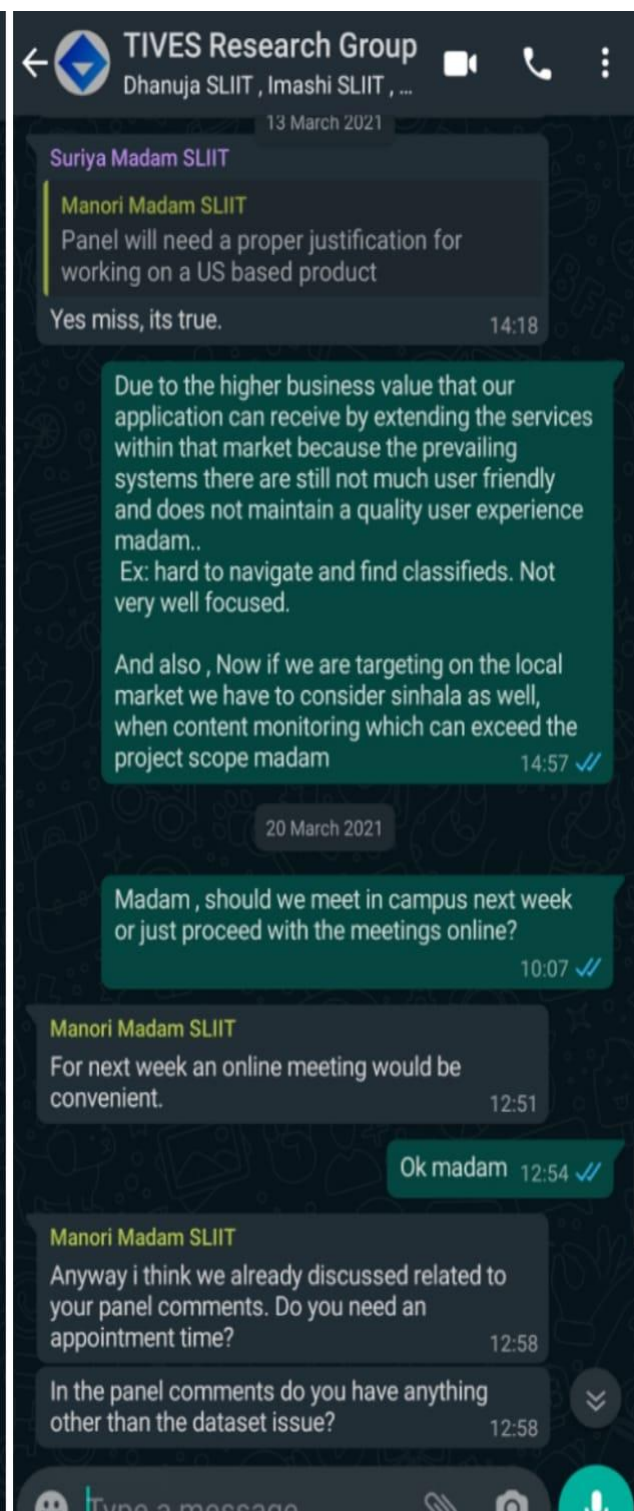 TIVES Research Group
Dhanuja SLIIT , Imashi SLIIT , ...
13 March 2021
Suriya Madam SLIIT
Manori Madam SLIIT
Panel will need a proper justification for
working on a US based product
Yes miss, its true.
14:18
Due to the higher business value that our
application can receive by extending the services
within that market because the prevailing
systems there are still not much user friendly
and does not maintain a quality user experience
madam..
Ex: hard to navigate and find classifieds. Not
very well focused.
And also , Now if we are targeting on the local
market we have to consider sinhala as well,
when content monitoring which can exceed the
project scope madam
14:57
20 March 2021
Madam , should we meet in campus next week
or just proceed with the meetings online?
10:07
Manori Madam SLIIT
For next week an online meeting would be
convenient.
12:51
Ok madam 12:54
Manori Madam SLIIT
Anyway i think we already discussed related to
your panel comments. Do you need an
appointment time?
12:58
In the panel comments do you have anything
other than the dataset issue?
12:58
Type a message